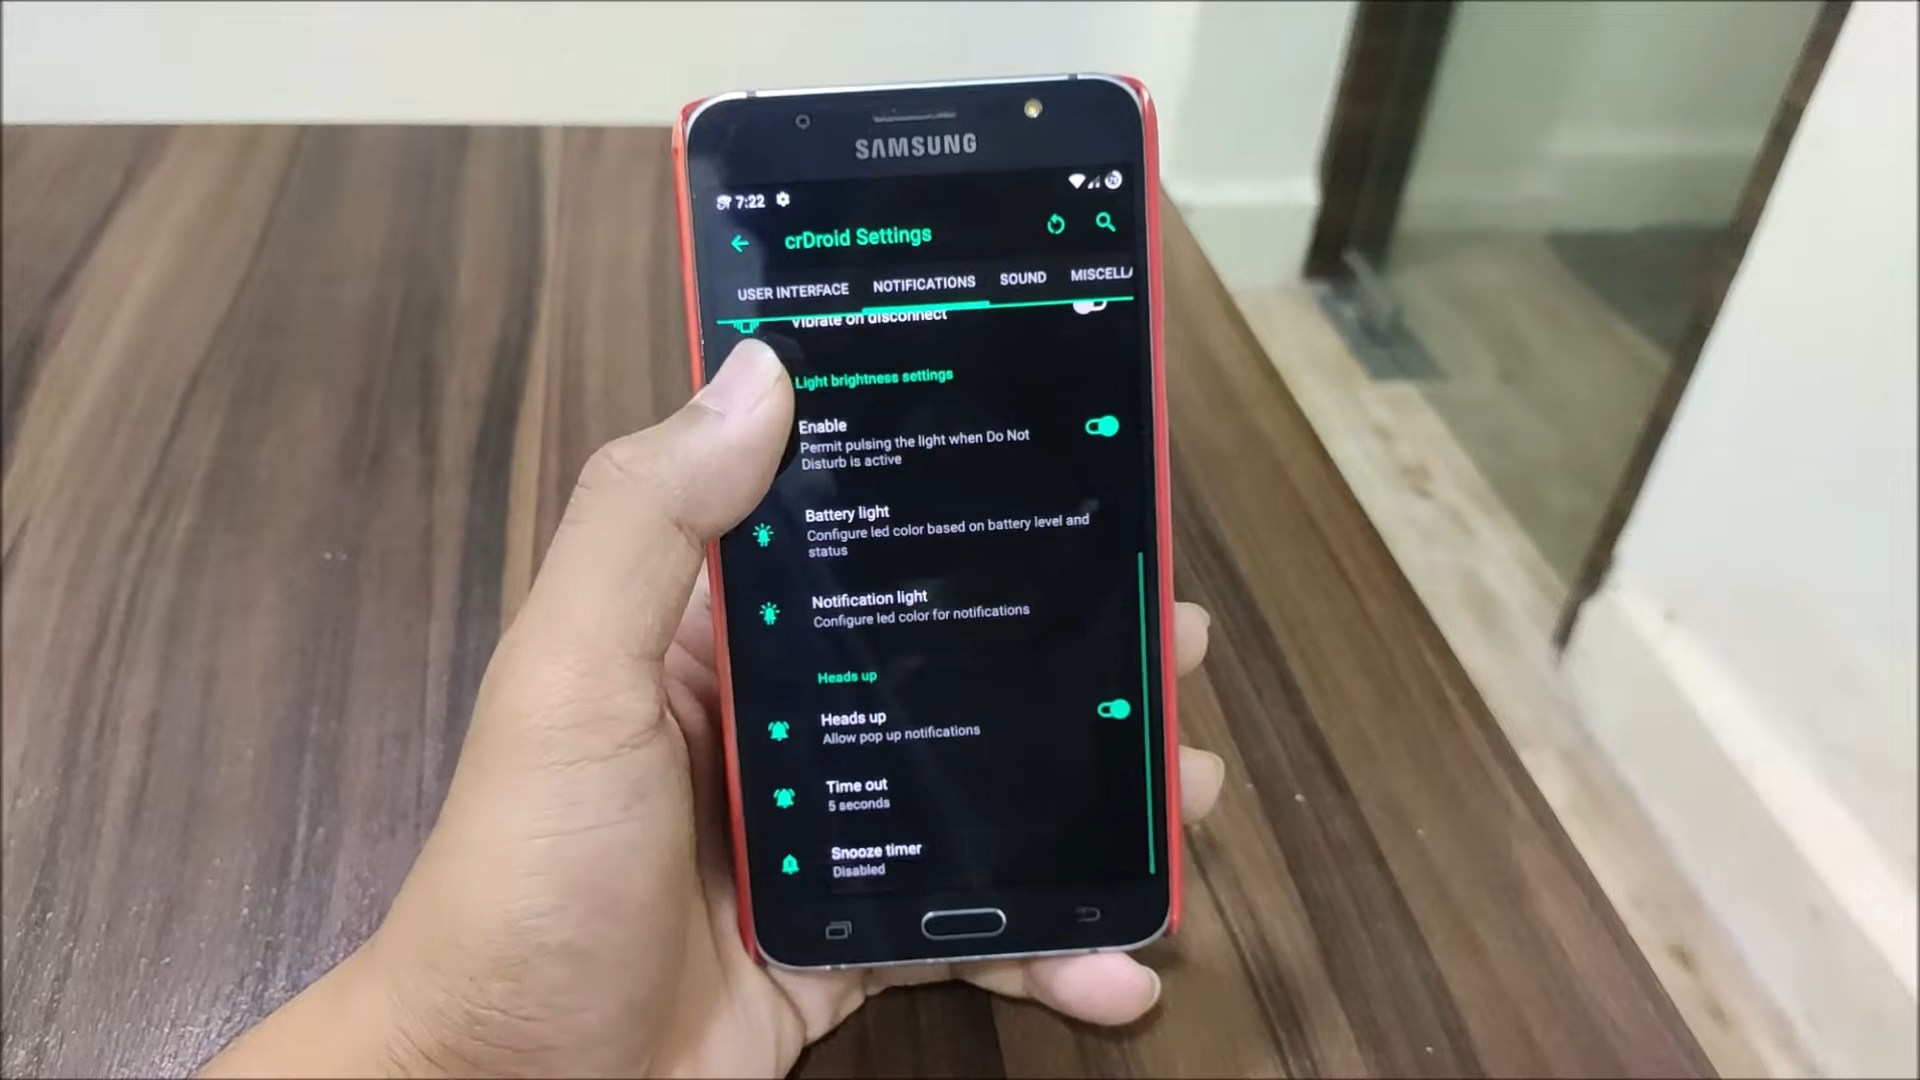 SAMSUNG
7:22
crDroid Settings
USER INTERFACE NOTIFICATIONS SOUND MISCELLA
Vibrate on disconnect
Light brightness settings
Enable
Permit pulsing the light when Do Not
Disturb is active
Battery light
Configure led color based on battery level and
status
Notification light
Configure led color for notifications
Heads up
Heads up
Allow pop up notifications
Time out
5 seconds
Snooze timer
Disabled